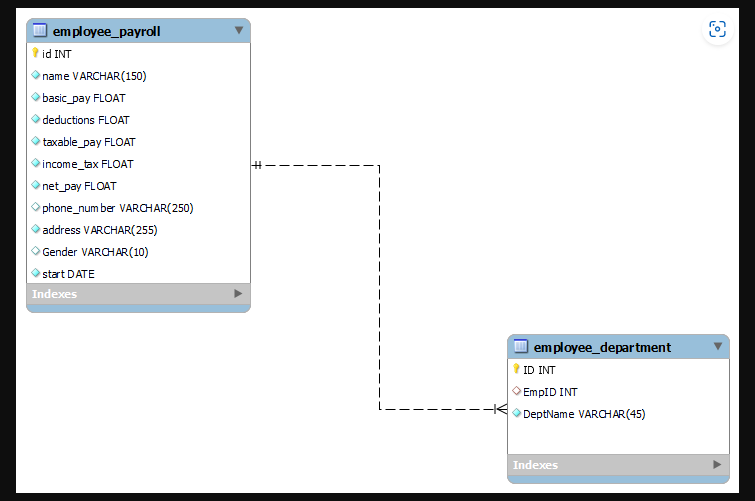 employee_payroll
id INT
name VARCHAR(150)
basic_pay FLOAT
deductions FLOAT
taxable_pay FLOAT
income_tax FLOAT
net_pay FLOAT
phone_number VARCHAR(250)
address VARCHAR(255)
Gender VARCHAR(10)
start DATE
Indexes
employee_department
ID INT
EmpID INT
DeptName VARCHAR(45)
Indexes